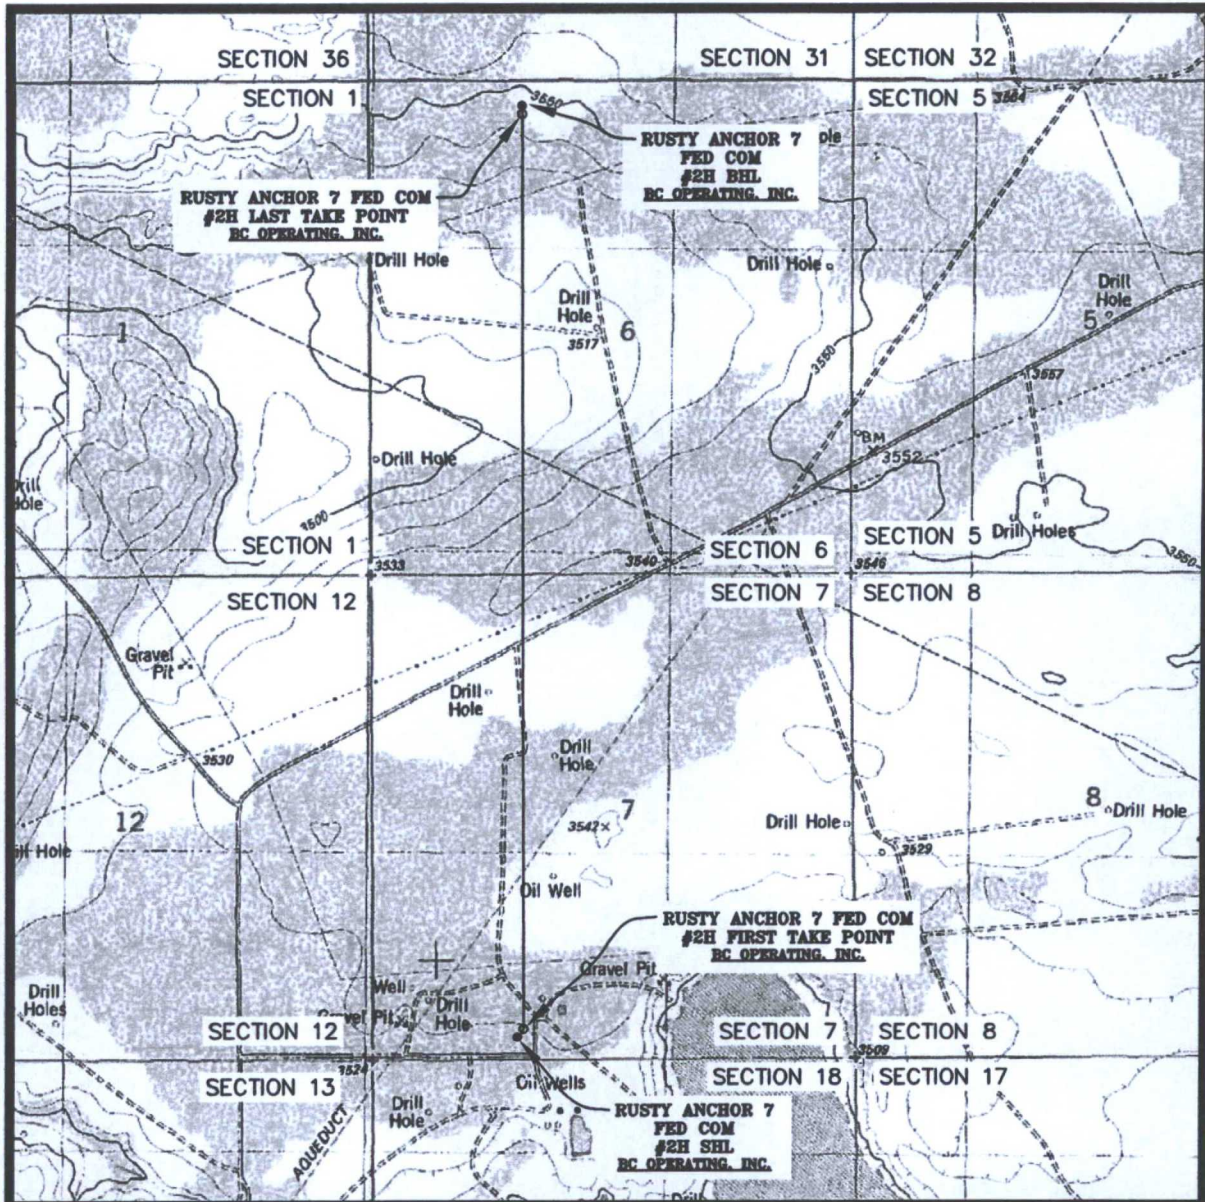 SECTION 36
SECTION 31
SECTION 32
SECTION 1
SECTION 5
3550
RUSTY ANCHOR 7
FED COM
#2H BHL
BC OPERATING, INC.
RUSTY ANCHOR 7 FED COM
#2H LAST TAKE POINT
BC OPERATING, INC.
Drill Hole
Drill Hole
Drill
Hole
3517
6
1
Drill
Hole
5
3550
3557
BM
3552
Drill Hole
3500
Drill Holes
SECTION 1
SECTION 6
SECTION 5
3533
3540
3546
3550
SECTION 12
SECTION 7
SECTION 8
Gravel
Pit
Drill
Hole
Drill
Hole
3530
12
3542
7
Drill Hole
8
Drill Hole
3529
Oil Well
RUSTY ANCHOR 7 FED COM
#2H FIRST TAKE POINT
BC OPERATING, INC.
Gravel Pit
Well
Drill
Holes
Drill
Hole
Gravel Pit
SECTION 12
SECTION 7
SECTION 8
3524
3509
SECTION 13
SECTION 18
SECTION 17
Oil Wells
Drill
Hole
AQUEDUCT
RUSTY ANCHOR 7
FED COM
#2H SHL
BC OPERATING, INC.